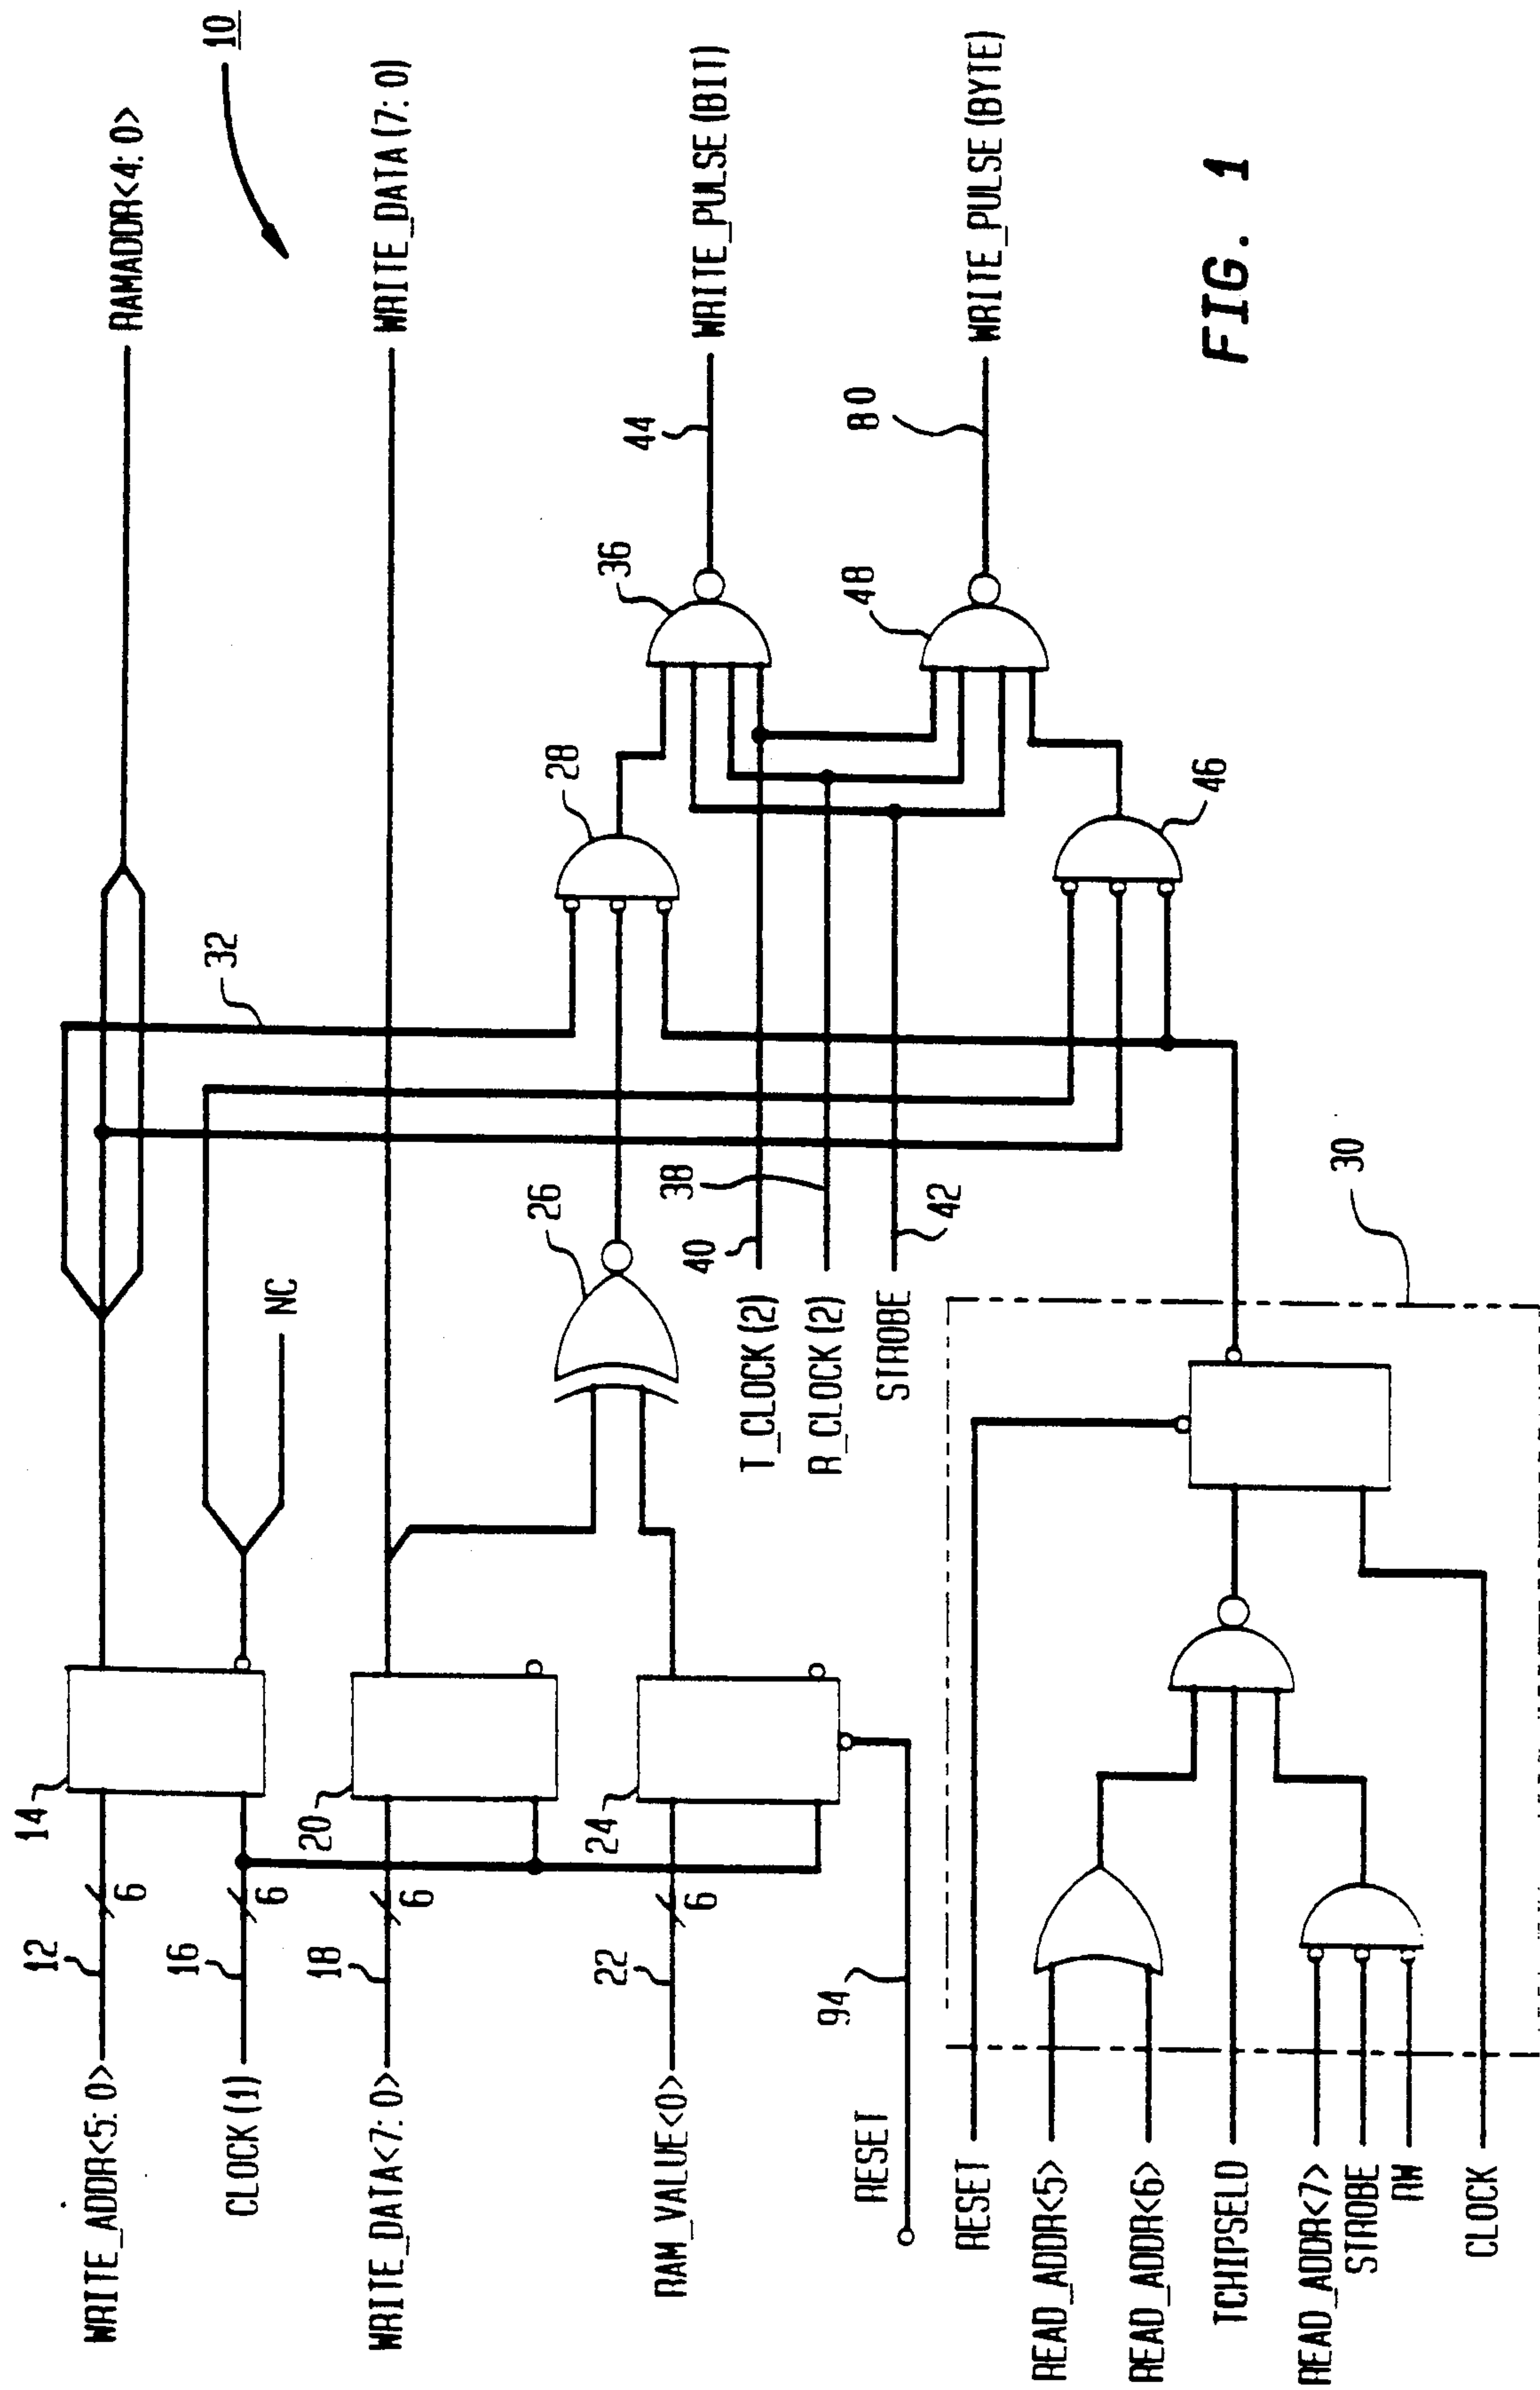 10
RAMADDR<4:0>
WRITE_DATA(7:0)
WRITE_PULSE(BIT)
WRITE_PULSE(BYTE)
FIG. 1
44
80
36
48
28
46
32
26
38
40
42
30
NC
T_CLOCK(2)
R_CLOCK(2)
STROBE
14
20
24
6
6
6
6
12
16
18
22
94
WRITE_ADDR<5:0>
CLOCK(1)
WRITE_DATA<7:0>
RAM_VALUE<0>
RESET
RESET
READ_ADDR<5>
READ_ADDR<6>
TCHIPSELD
READ_ADDR<7>
STROBE
RW
CLOCK